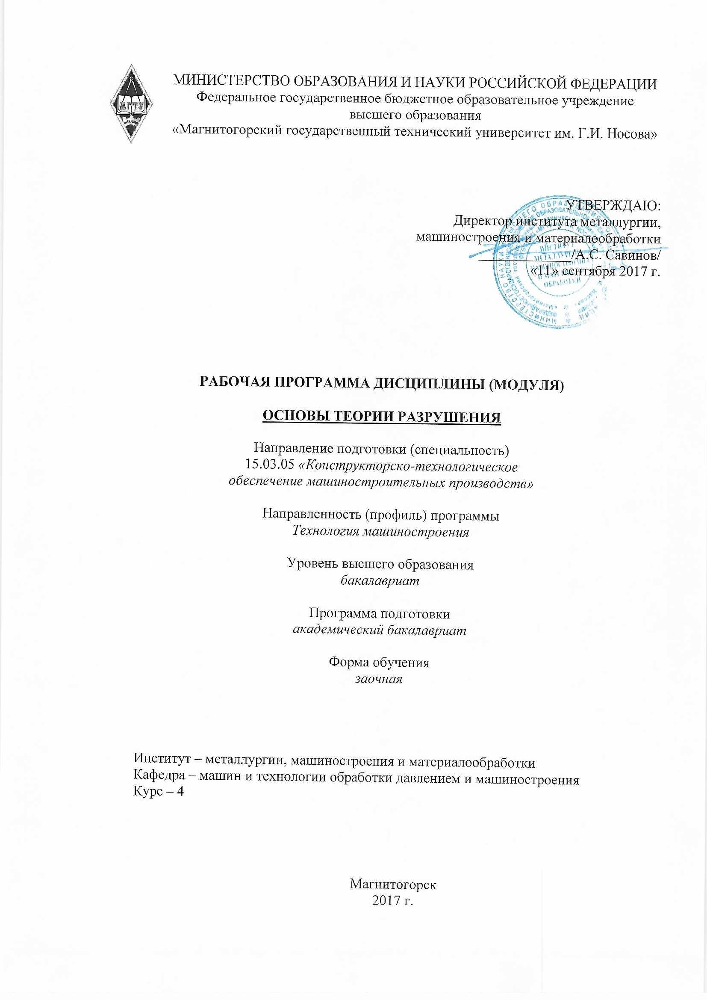 МИНИСТЕРСТВО ОБРАЗОВАНИЯ И НАУКИ РОССИЙСКОЙ ФЕДЕРАЦИИ
Федеральное государственное бюджетное образовательное учреждение
высшего образования
«Магнитогорский государственный технический университет им. Г.И. Носова»
МГТУ
УТВЕРЖДАЮ:
Директор института металлургии,
машиностроения и материалообработки
/А.С. Савинов/
«11» сентября 2017 г.
РАБОЧАЯ ПРОГРАММА ДИСЦИПЛИНЫ (МОДУЛЯ)
ОСНОВЫ ТЕОРИИ РАЗРУШЕНИЯ
Направление подготовки (специальность)
15.03.05 «Конструкторско-технологическое
обеспечение машиностроительных производств»
Направленность (профиль) программы
Технология машиностроения
Уровень высшего образования
бакалавриат
Программа подготовки
академический бакалавриат
Форма обучения
заочная
Институт – металлургии, машиностроения и материалообработки
Кафедра – машин и технологии обработки давлением и машиностроения
Курс – 4
Магнитогорск
2017 г.